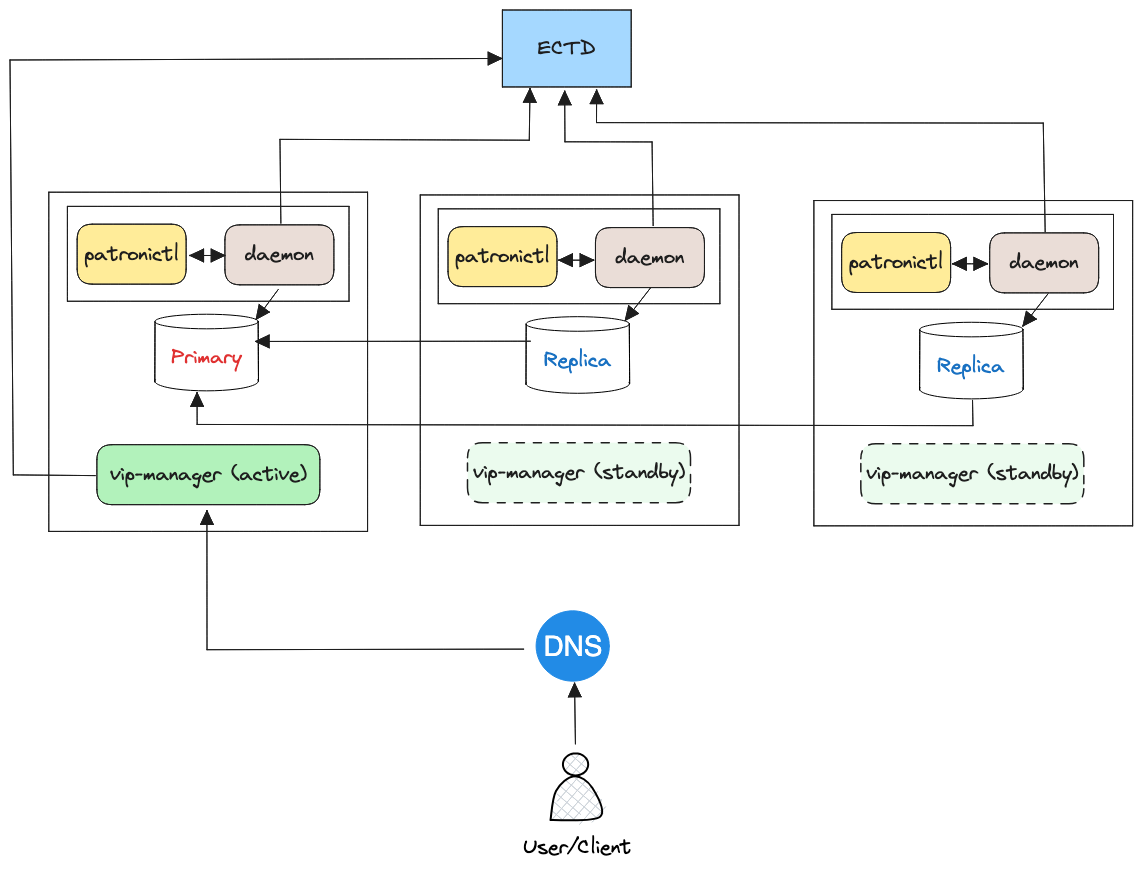 ECTD
patronictl
daemon
patronictl
daemon
patronictl
daemon
Primary
Replica
Replica
vip-manager (active)
vip-manager (standby)
vip-manager (standby)
DNS
User/Client